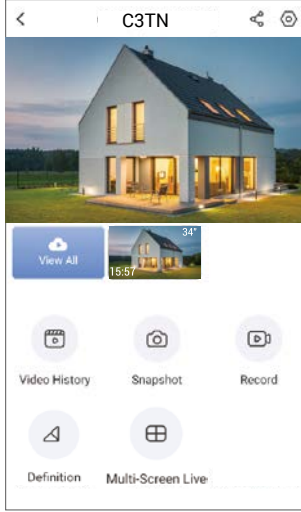 C3TN
View All
34"
15:57
Video History
Snapshot
Record
Definition
Multi-Screen Live